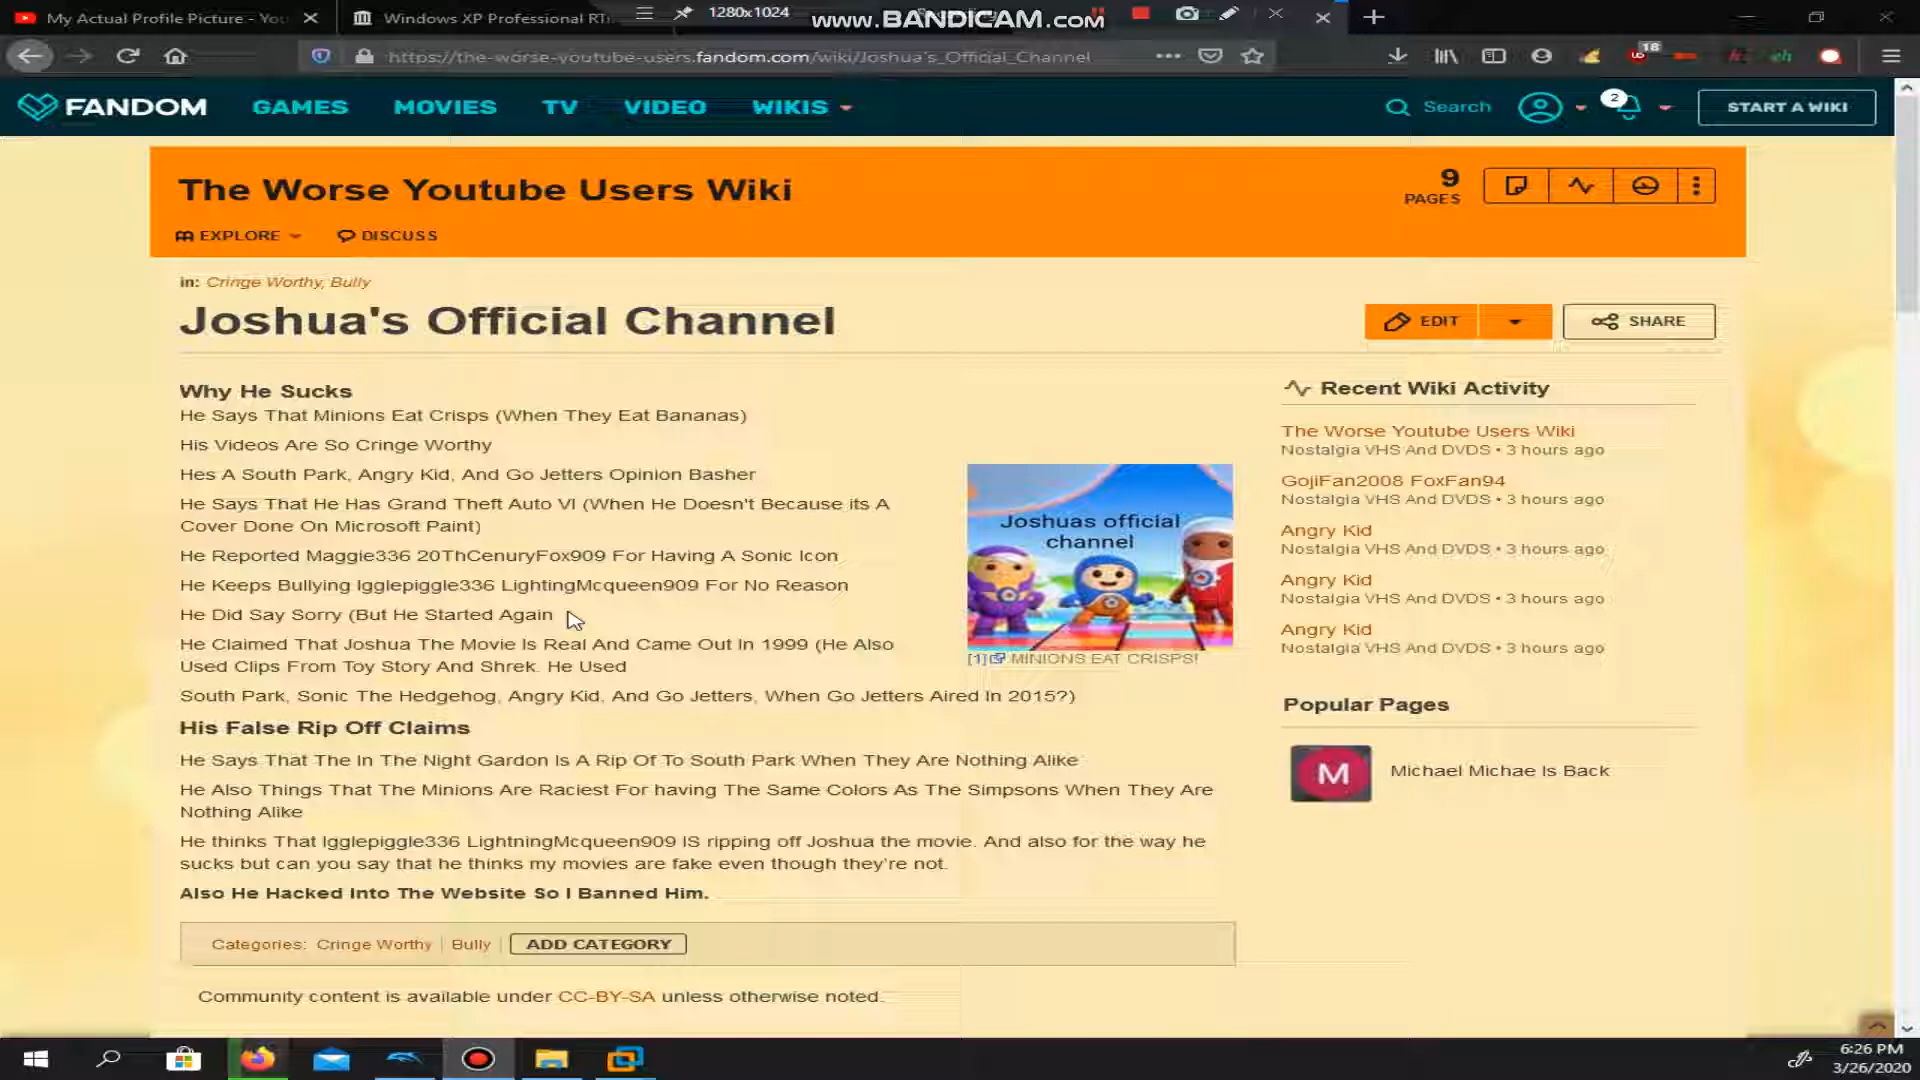 My Actual Profile Picture - You
Windows XP Professional RTM
1280x1024
www.BANDICAM.com
https://the-worse-youtube-users.fandom.com/wiki/Joshua's_Official_Channel
18
FANDOM
GAMES
MOVIES
TV
VIDEO
WIKIS
Search
2
START A WIKI
The Worse Youtube Users Wiki
9
PAGES
EXPLORE
DISCUSS
in: Cringe Worthy, Bully
Joshua's Official Channel
EDIT
SHARE
Why He Sucks
He Says That Minions Eat Crisps (When They Eat Bananas)
His Videos Are So Cringe Worthy
Hes A South Park, Angry Kid, And Go Jetters Opinion Basher
He Says That He Has Grand Theft Auto VI (When He Doesn't Because its A
Cover Done On Microsoft Paint)
He Reported Maggie336 20ThCenuryFox909 For Having A Sonic Icon
He Keeps Bullying Igglepiggle336 LightingMcqueen909 For No Reason
He Did Say Sorry (But He Started Again
He Claimed That Joshua The Movie Is Real And Came Out In 1999 (He Also
Used Clips From Toy Story And Shrek. He Used
South Park, Sonic The Hedgehog, Angry Kid, And Go Jetters, When Go Jetters Aired In 2015?)
Joshuas official
channel
[1] MINIONS EAT CRISPS!
His False Rip Off Claims
He Says That The In The Night Gardon Is A Rip Of To South Park When They Are Nothing Alike
He Also Things That The Minions Are Raciest For having The Same Colors As The Simpsons When They Are
Nothing Alike
He thinks That Igglepiggle336 LightningMcqueen909 IS ripping off Joshua the movie. And also for the way he
sucks but can you say that he thinks my movies are fake even though they're not.
Also He Hacked Into The Website So I Banned Him.
Categories: Cringe Worthy Bully ADD CATEGORY
Community content is available under CC-BY-SA unless otherwise noted.
Recent Wiki Activity
The Worse Youtube Users Wiki
Nostalgia VHS And DVDS • 3 hours ago
GojiFan2008 FoxFan94
Nostalgia VHS And DVDS • 3 hours ago
Angry Kid
Nostalgia VHS And DVDS • 3 hours ago
Angry Kid
Nostalgia VHS And DVDS • 3 hours ago
Angry Kid
Nostalgia VHS And DVDS • 3 hours ago
Popular Pages
M
Michael Michae Is Back
6:26 PM
3/26/2020